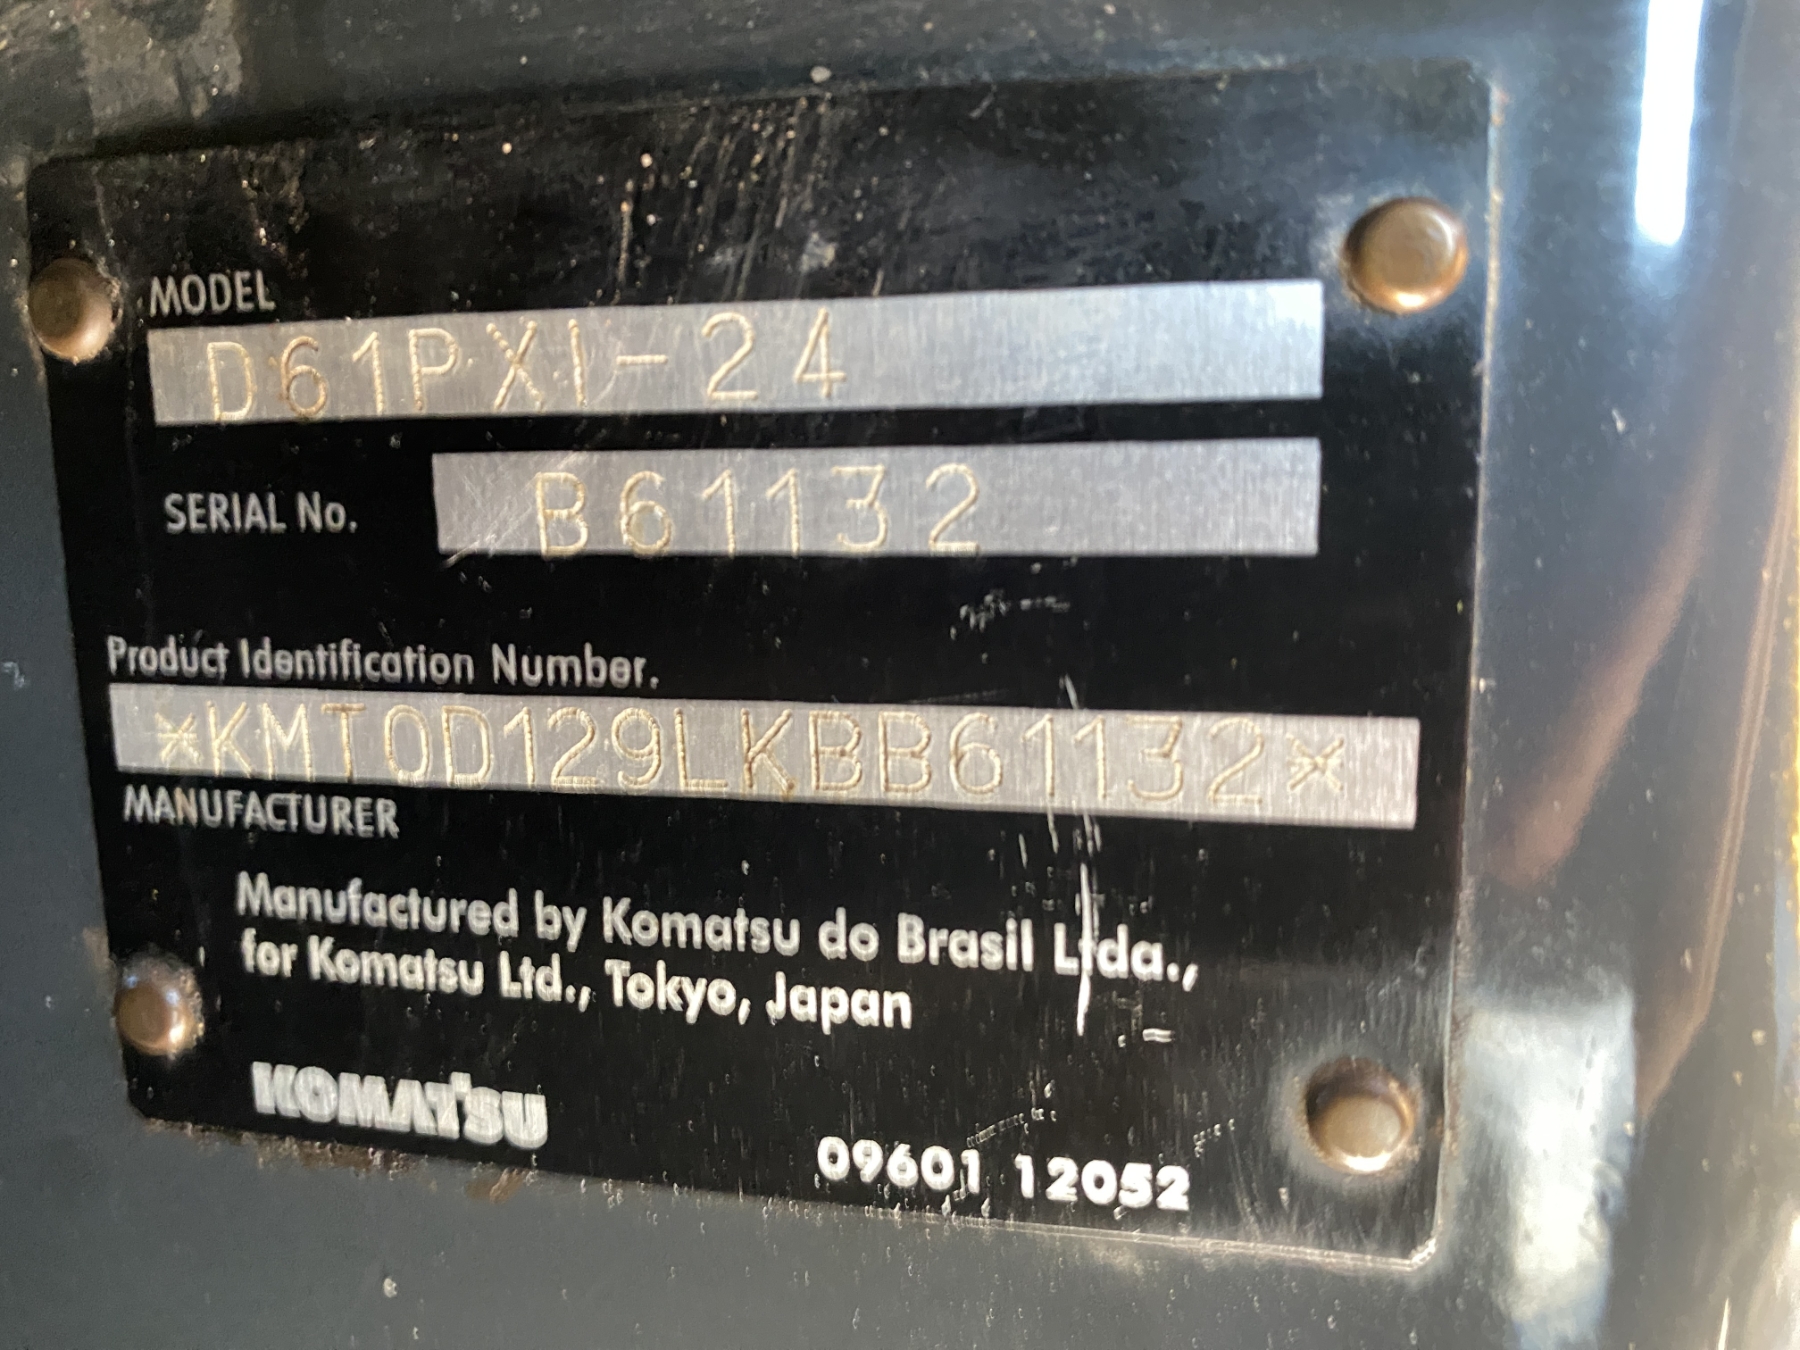 MODEL
D61PXI-24
SERIAL No. B61132
Product Identification Number.
*KMT0D129LKBB61132*
MANUFACTURER
Manufactured by Komatsu do Brasil Ltda.,
for Komatsu Ltd., Tokyo, Japan
KOMATSU
09601 12052